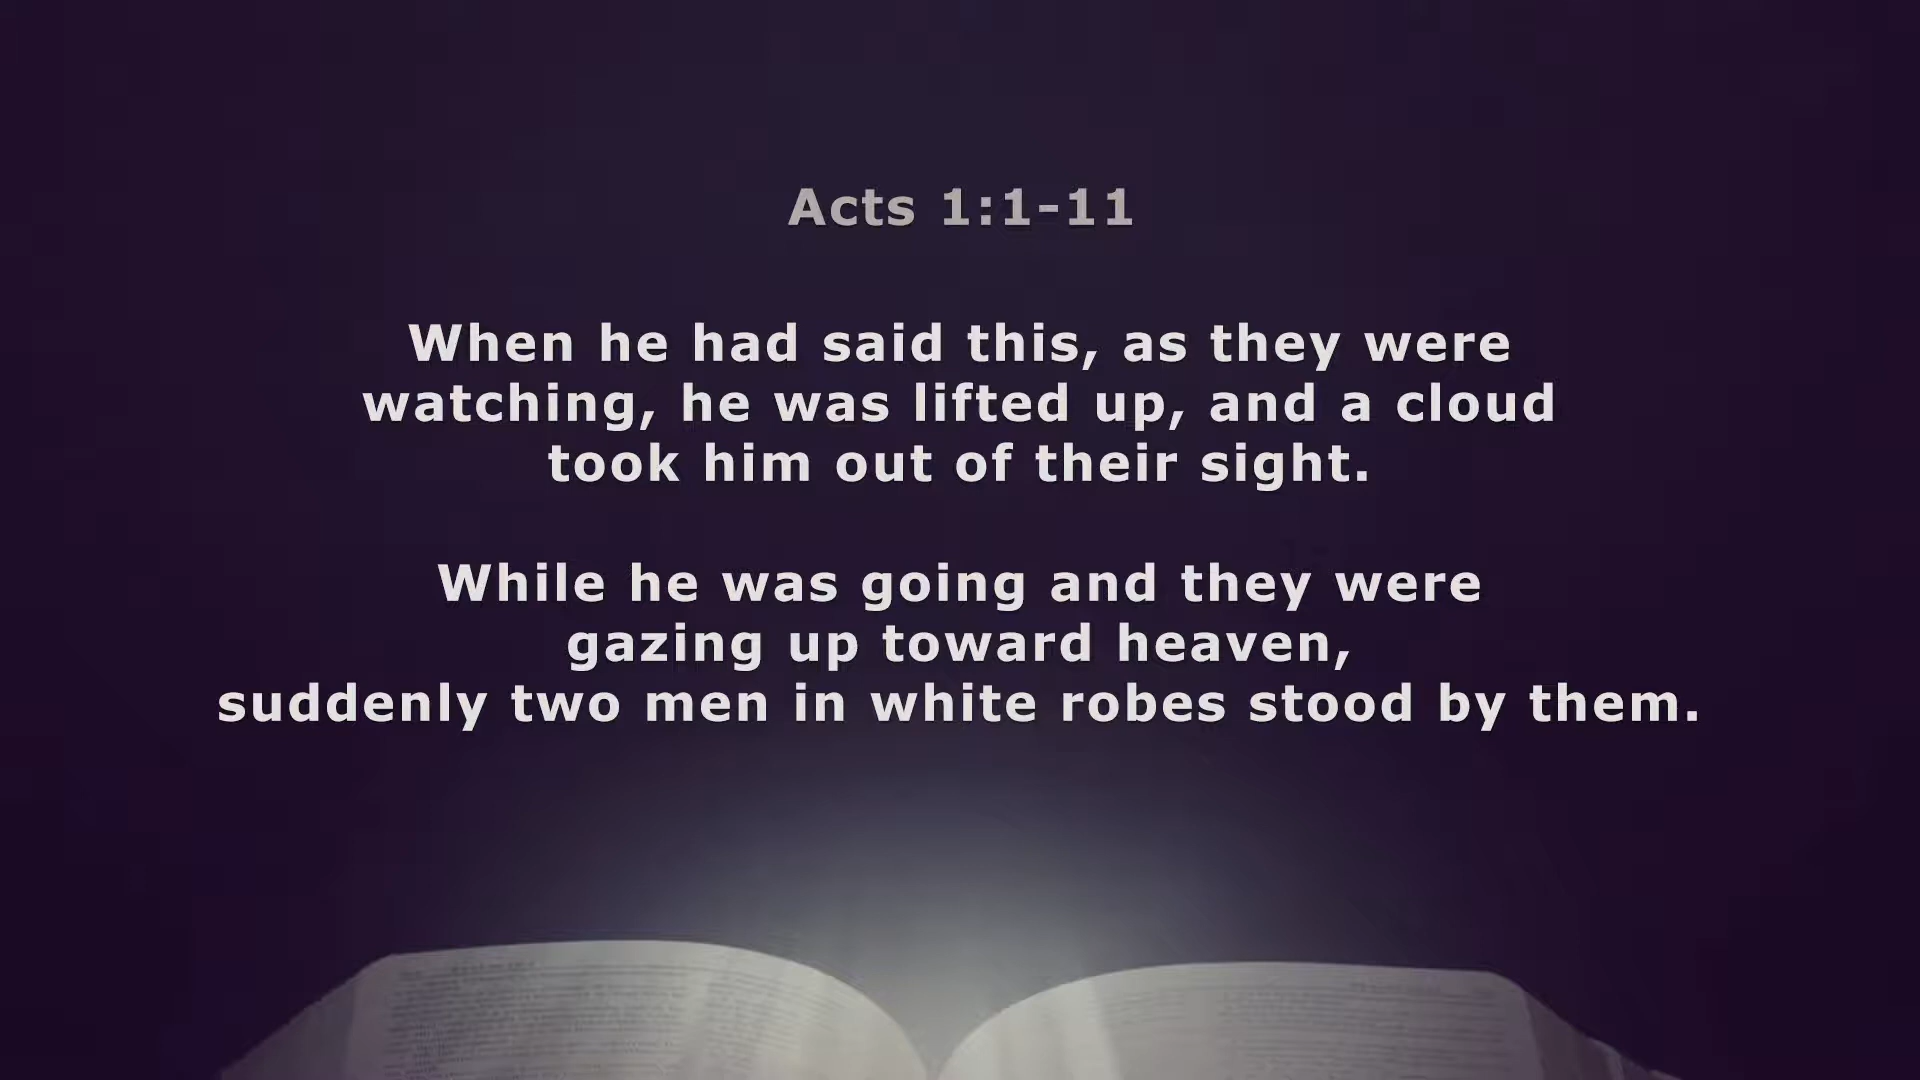 Acts 1:1-11
When he had said this, as they were
watching, he was lifted up, and a cloud
took him out of their sight.
While he was going and they were
gazing up toward heaven,
suddenly two men in white robes stood by them.